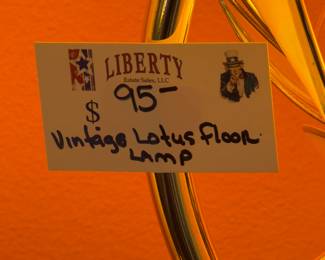 LIBERTY
Estate Sales, LLC
$ 95-
Vintage Lotus Floor
LAMP